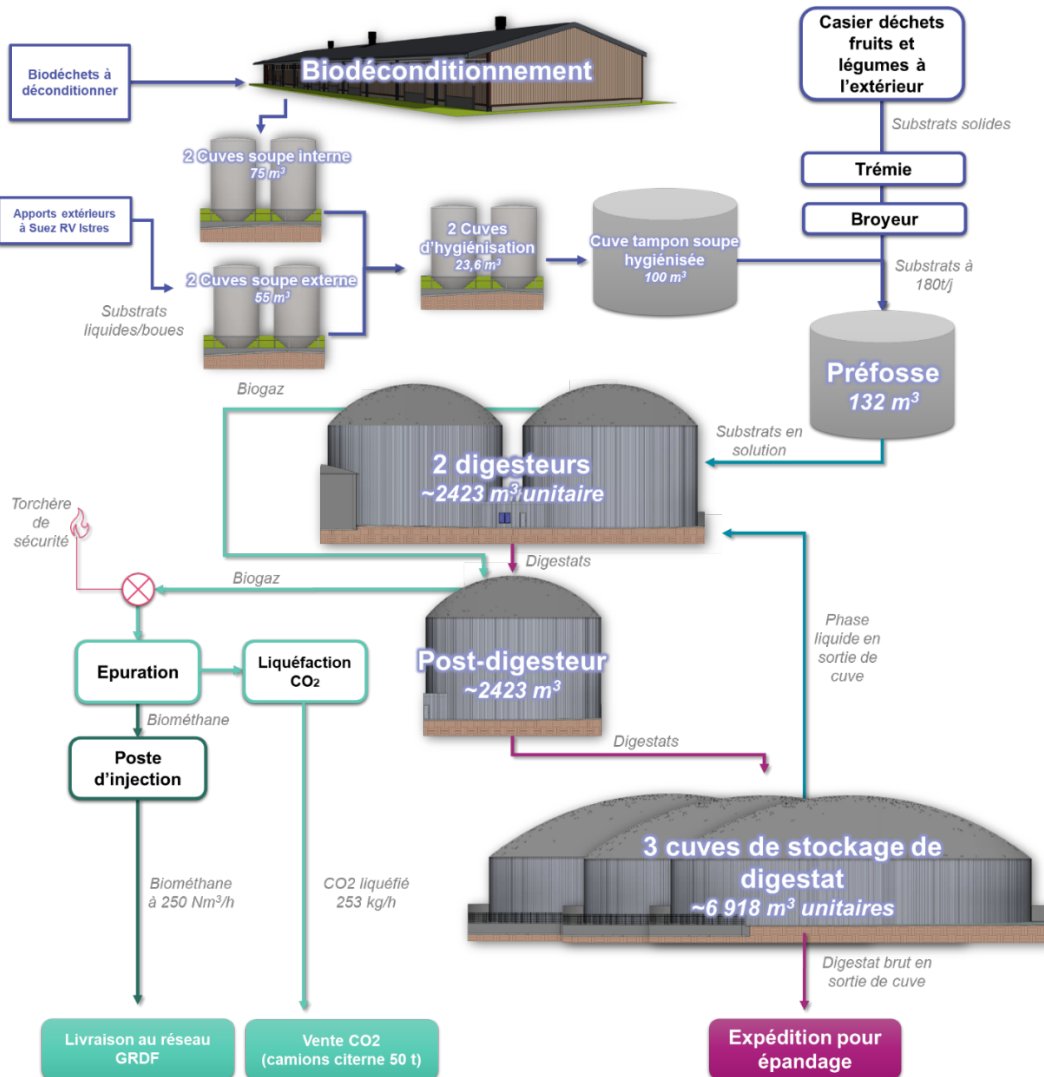 Casier déchets
fruits et
légumes à
l'extérieur
Biodéchets à
déconditionner
Biodéconditionnement
Substrats solides
2 Cuves soupe interne
75 m³
Trémie
Apports extérieurs
à Suez RV Istres
2 Cuves
d'hygiénisation
23,6 m³
Cuve tampon soupe
hygiénisée
100 m³
Broyeur
2 Cuves soupe externe
55 m³
Substrats
liquides/boues
Substrats à
180t/j
Préfosse
132 m³
Biogaz
Substrats en
solution
2 digesteurs
~2423 m³ unitaire
Torchère
de
sécurité
Digestats
Biogaz
Phase
liquide en
sortie de
cuve
Epuration
Liquéfaction
CO₂
Post-digesteur
~2423 m³
Biométhane
Digestats
Poste
d'injection
3 cuves de stockage de
digestat
~6 918 m³ unitaires
Biométhane
à 250 Nm³/h
CO2 liquéfié
253 kg/h
Digestat brut en
sortie de cuve
Livraison au réseau
GRDF
Vente CO2
(camions citerne 50 t)
Expédition pour
épandage